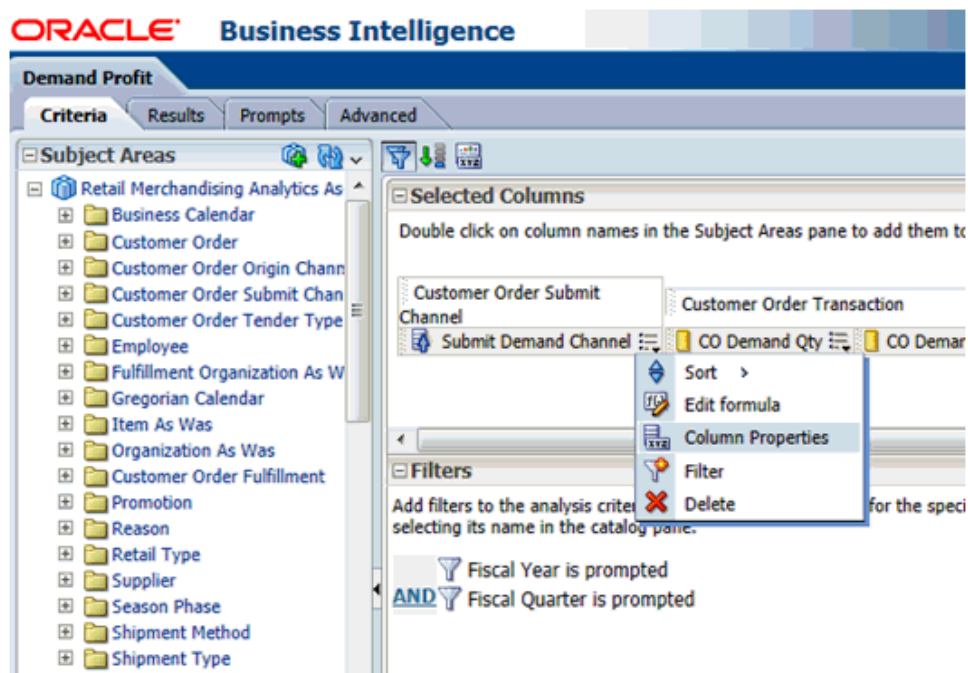 ORACLE Business Intelligence
Demand Profit
Criteria Results Prompts Advanced
Subject Areas
Retail Merchandising Analytics As
Business Calendar
Customer Order
Customer Order Origin Chann
Customer Order Submit Chan
Customer Order Tender Type
Employee
Fulfillment Organization As W
Gregorian Calendar
Item As Was
Organization As Was
Customer Order Fulfillment
Promotion
Reason
Retail Type
Supplier
Season Phase
Shipment Method
Shipment Type
Selected Columns
Double click on column names in the Subject Areas pane to add them to
Customer Order Submit
Channel
Customer Order Transaction
Submit Demand Channel CO Demand Qty CO Deman
Sort >
Edit formula
Column Properties
Filter
Delete
Filters
Add filters to the analysis criter for the speci
selecting its name in the catalog pane.
Fiscal Year is prompted
AND Fiscal Quarter is prompted